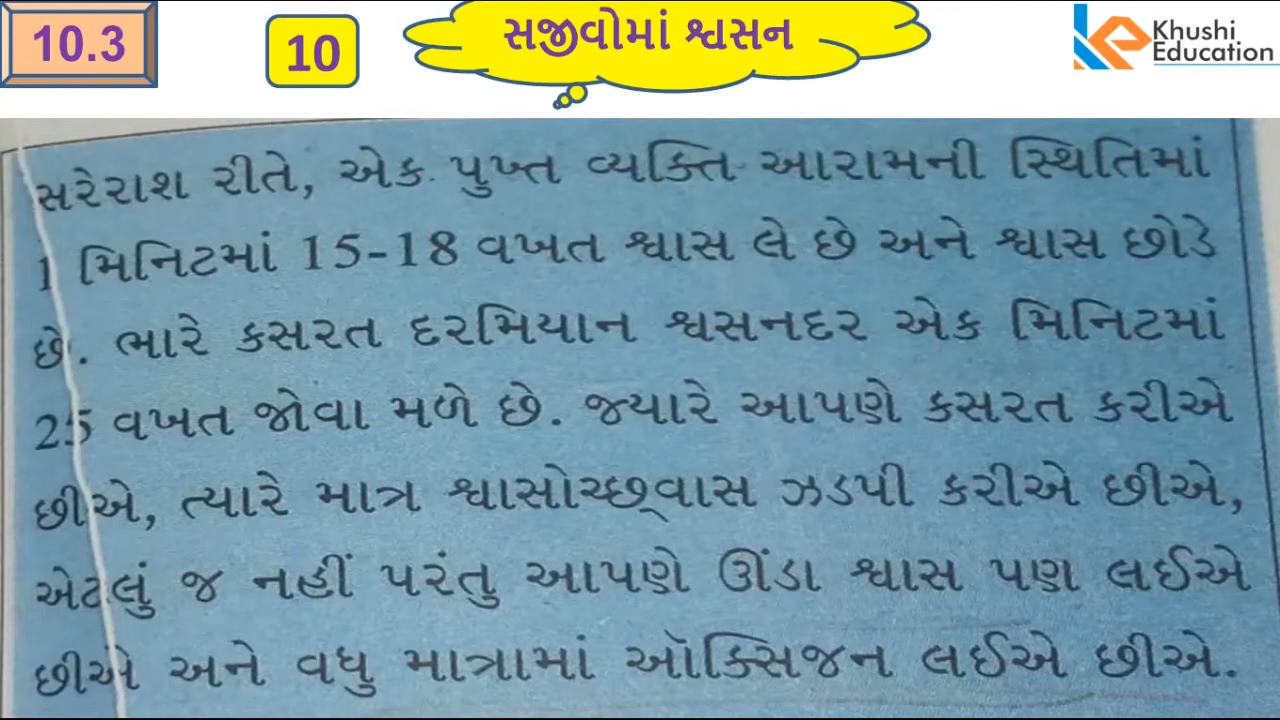 10.3
10
સજીવોમાં શ્વસન
Khushi
Education
સરેરાશ રીતે, એક પુખ્ત વ્યક્તિ આરામની સ્થિતિમાં
1 મિનિટમાં 15-18 વખત શ્વાસ લે છે અને શ્વાસ છોડે
છે. ભારે કસરત દરમિયાન શ્વસનદર એક મિનિટમાં
25 વખત જોવા મળે છે. જ્યારે આપણે કસરત કરીએ
છીએ, ત્યારે માત્ર શ્વાસોચ્છ્વાસ ઝડપી કરીએ છીએ,
એટલું જ નહીં પરંતુ આપણે ઊંડા શ્વાસ પણ લઈએ
છીએ અને વધુ માત્રામાં ઑક્સિજન લઈએ છીએ.